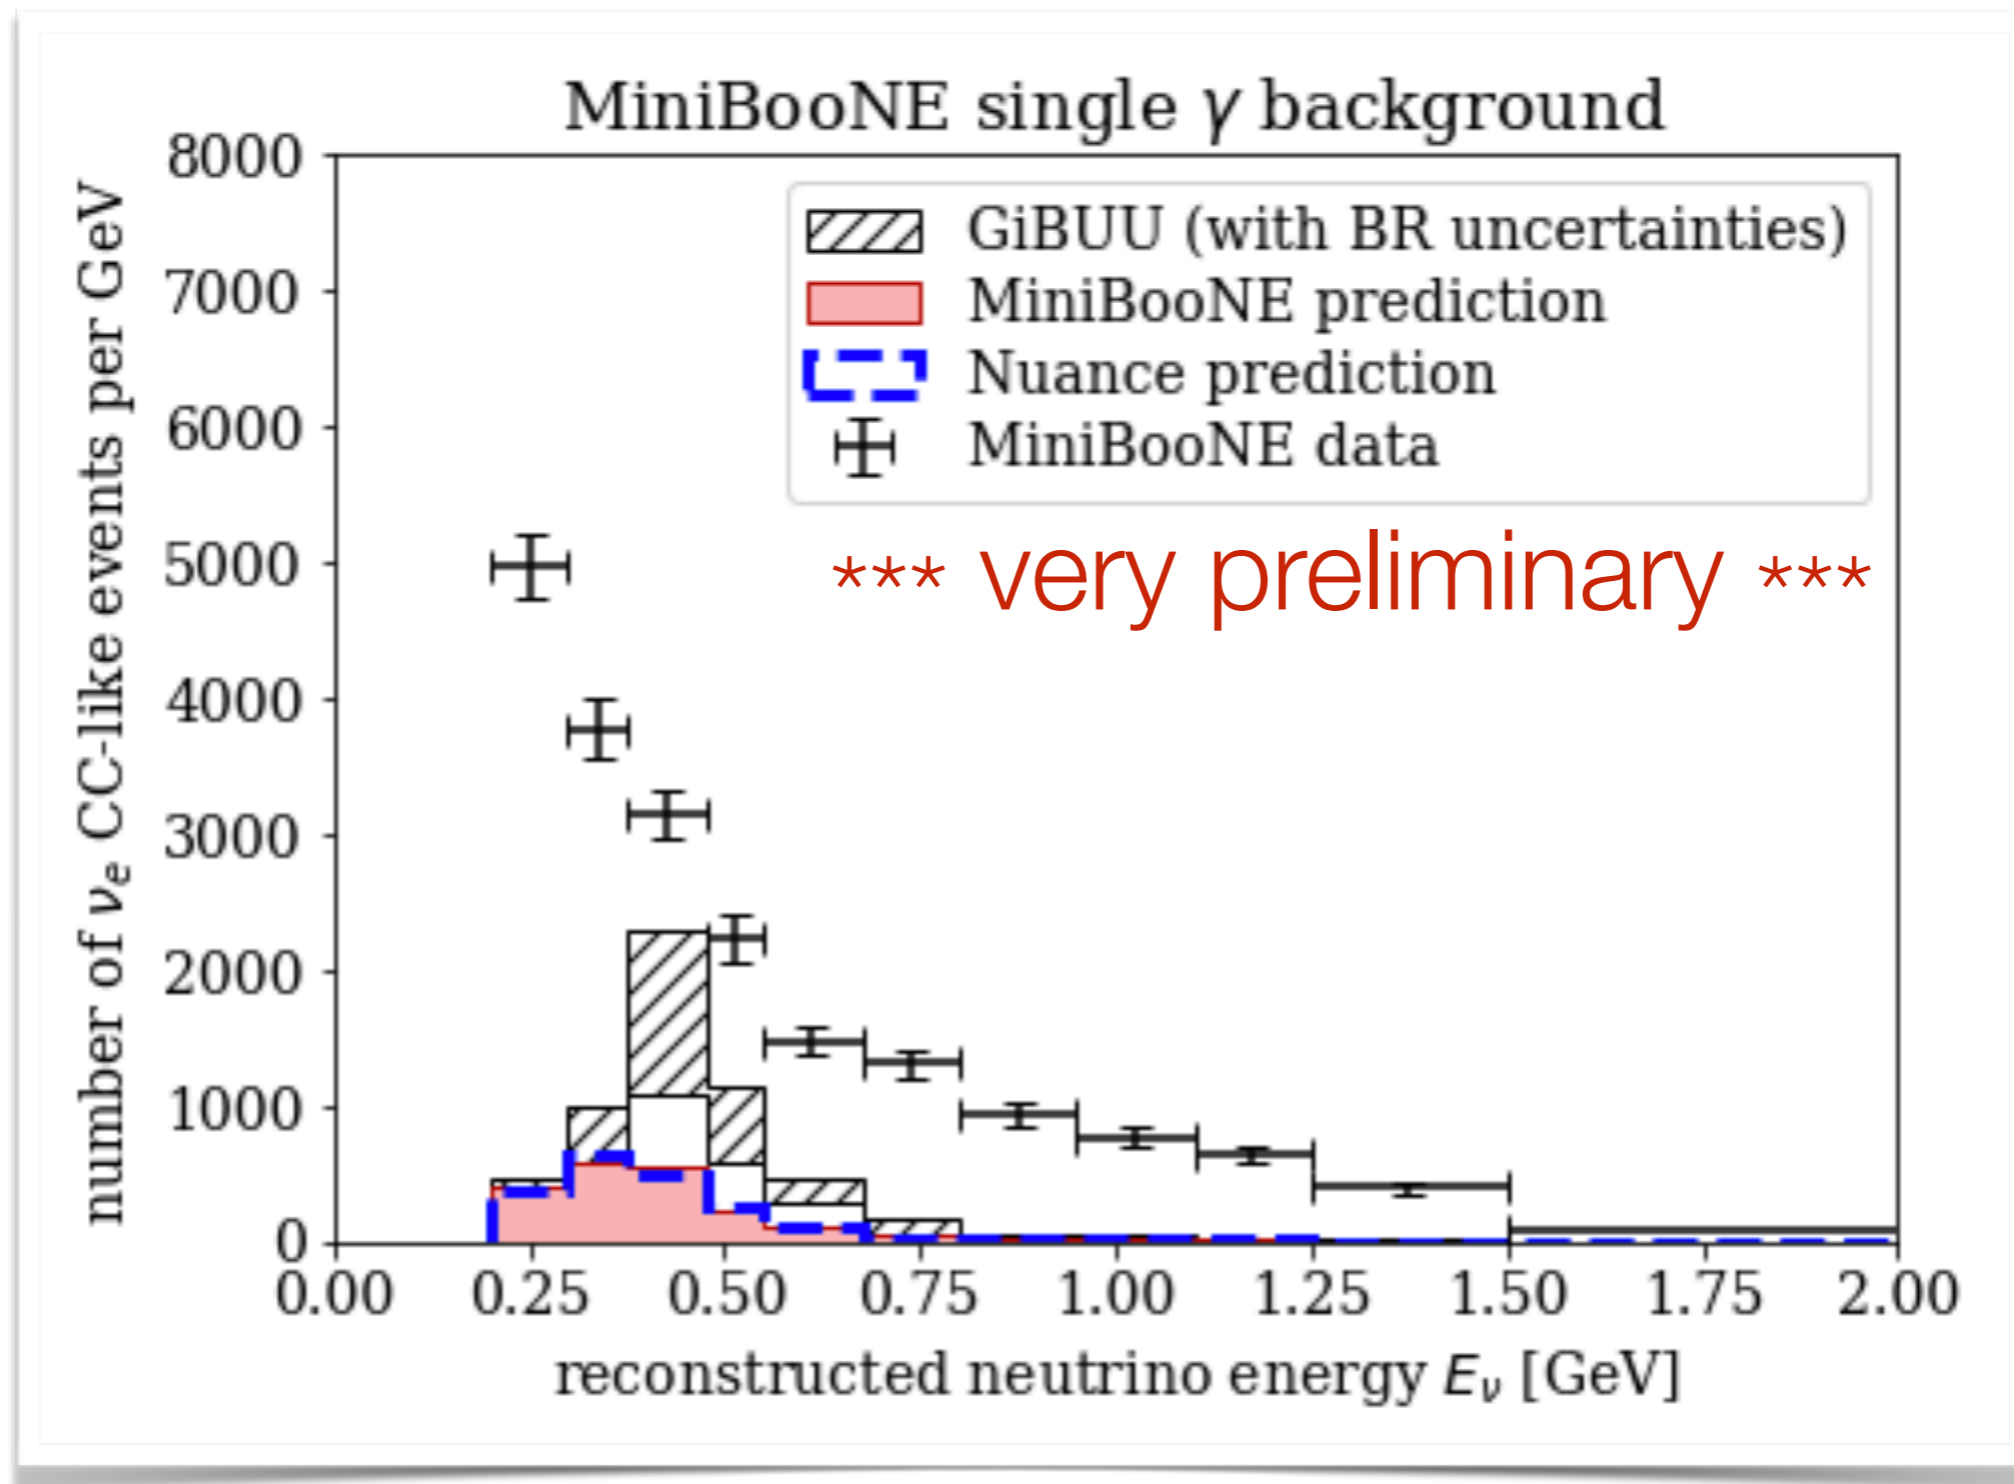 MiniBooNE single γ background
number of νe CC-like events per GeV
8000
7000
6000
5000
4000
3000
2000
1000
0
GiBUU (with BR uncertainties)
MiniBooNE prediction
Nuance prediction
MiniBooNE data
*** very preliminary ***
0.00 0.25 0.50 0.75 1.00 1.25 1.50 1.75 2.00
reconstructed neutrino energy Eν [GeV]